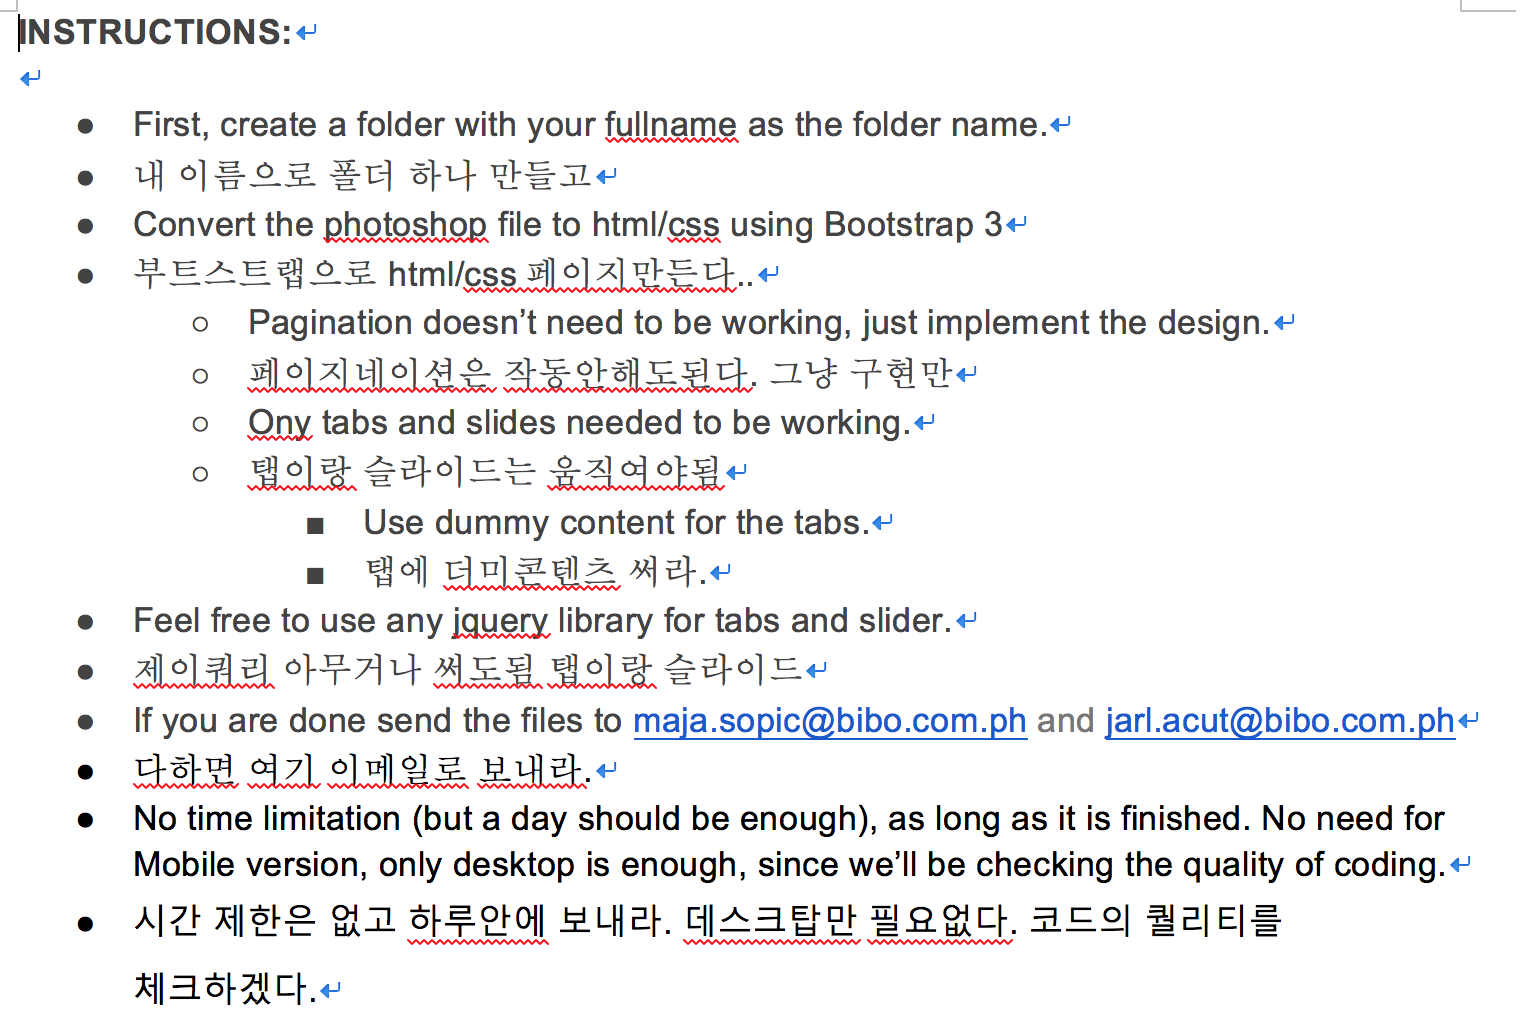 INSTRUCTIONS:
First, create a folder with your fullname as the folder name.
내 이름으로 폴더 하나 만들고
Convert the photoshop file to html/css using Bootstrap 3
부트스트랩으로 html/css 페이지만든다..
Pagination doesn’t need to be working, just implement the design.
페이지네이션은 작동안해도된다. 그냥 구현만
Ony tabs and slides needed to be working.
탭이랑 슬라이드는 움직여야됨
Use dummy content for the tabs.
탭에 더미콘텐츠 써라.
Feel free to use any jquery library for tabs and slider.
제이쿼리 아무거나 써도됨 탭이랑 슬라이드
If you are done send the files to maja.sopic@bibo.com.ph and jarl.acut@bibo.com.ph
다하면 여기 이메일로 보내라.
No time limitation (but a day should be enough), as long as it is finished. No need for
Mobile version, only desktop is enough, since we’ll be checking the quality of coding.
시간 제한은 없고 하루안에 보내라. 데스크탑만 필요없다. 코드의 퀄리티를
체크하겠다.